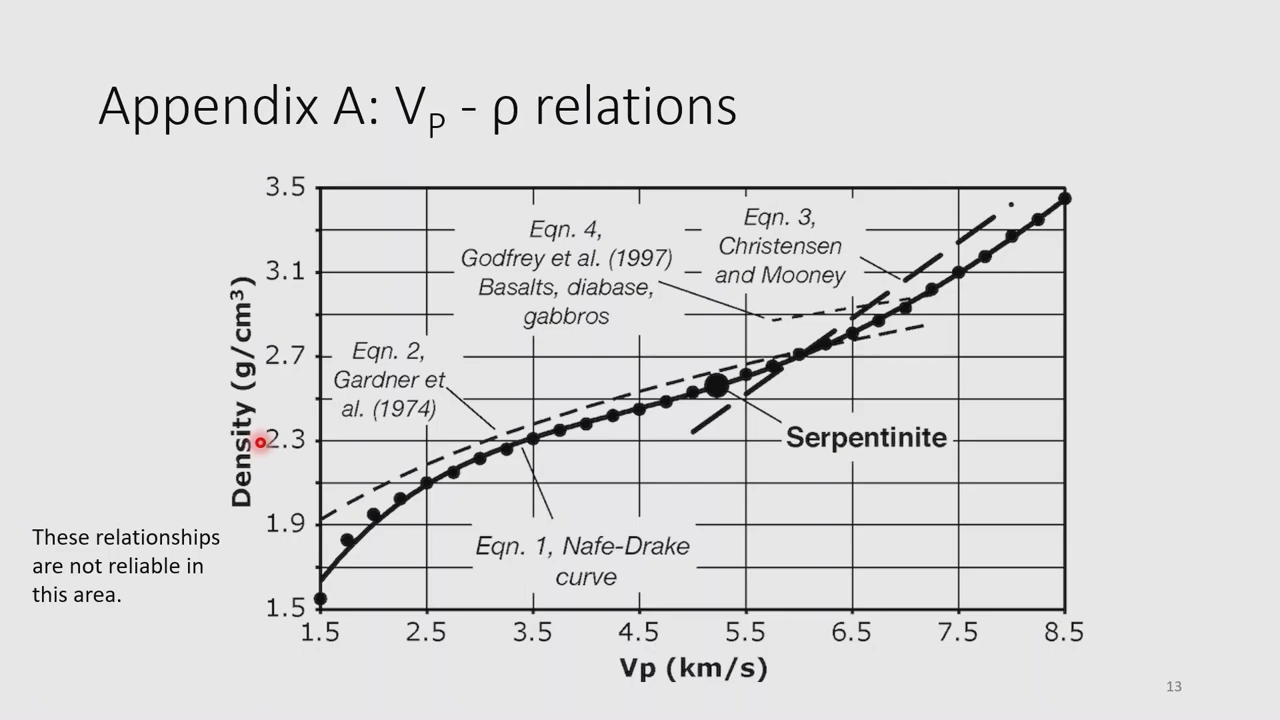 Appendix A: VP - ρ relations
3.5
3.1
2.7
2.3
1.9
1.5
Density (g/cm³)
Eqn. 4,
Godfrey et al. (1997)
Basalts, diabase,
gabbros
Eqn. 3,
Christensen
and Mooney
Eqn. 2,
Gardner et
al. (1974)
Serpentinite
Eqn. 1, Nafe-Drake
curve
These relationships
are not reliable in
this area.
1.5 2.5 3.5 4.5 5.5 6.5 7.5 8.5
Vp (km/s)
13